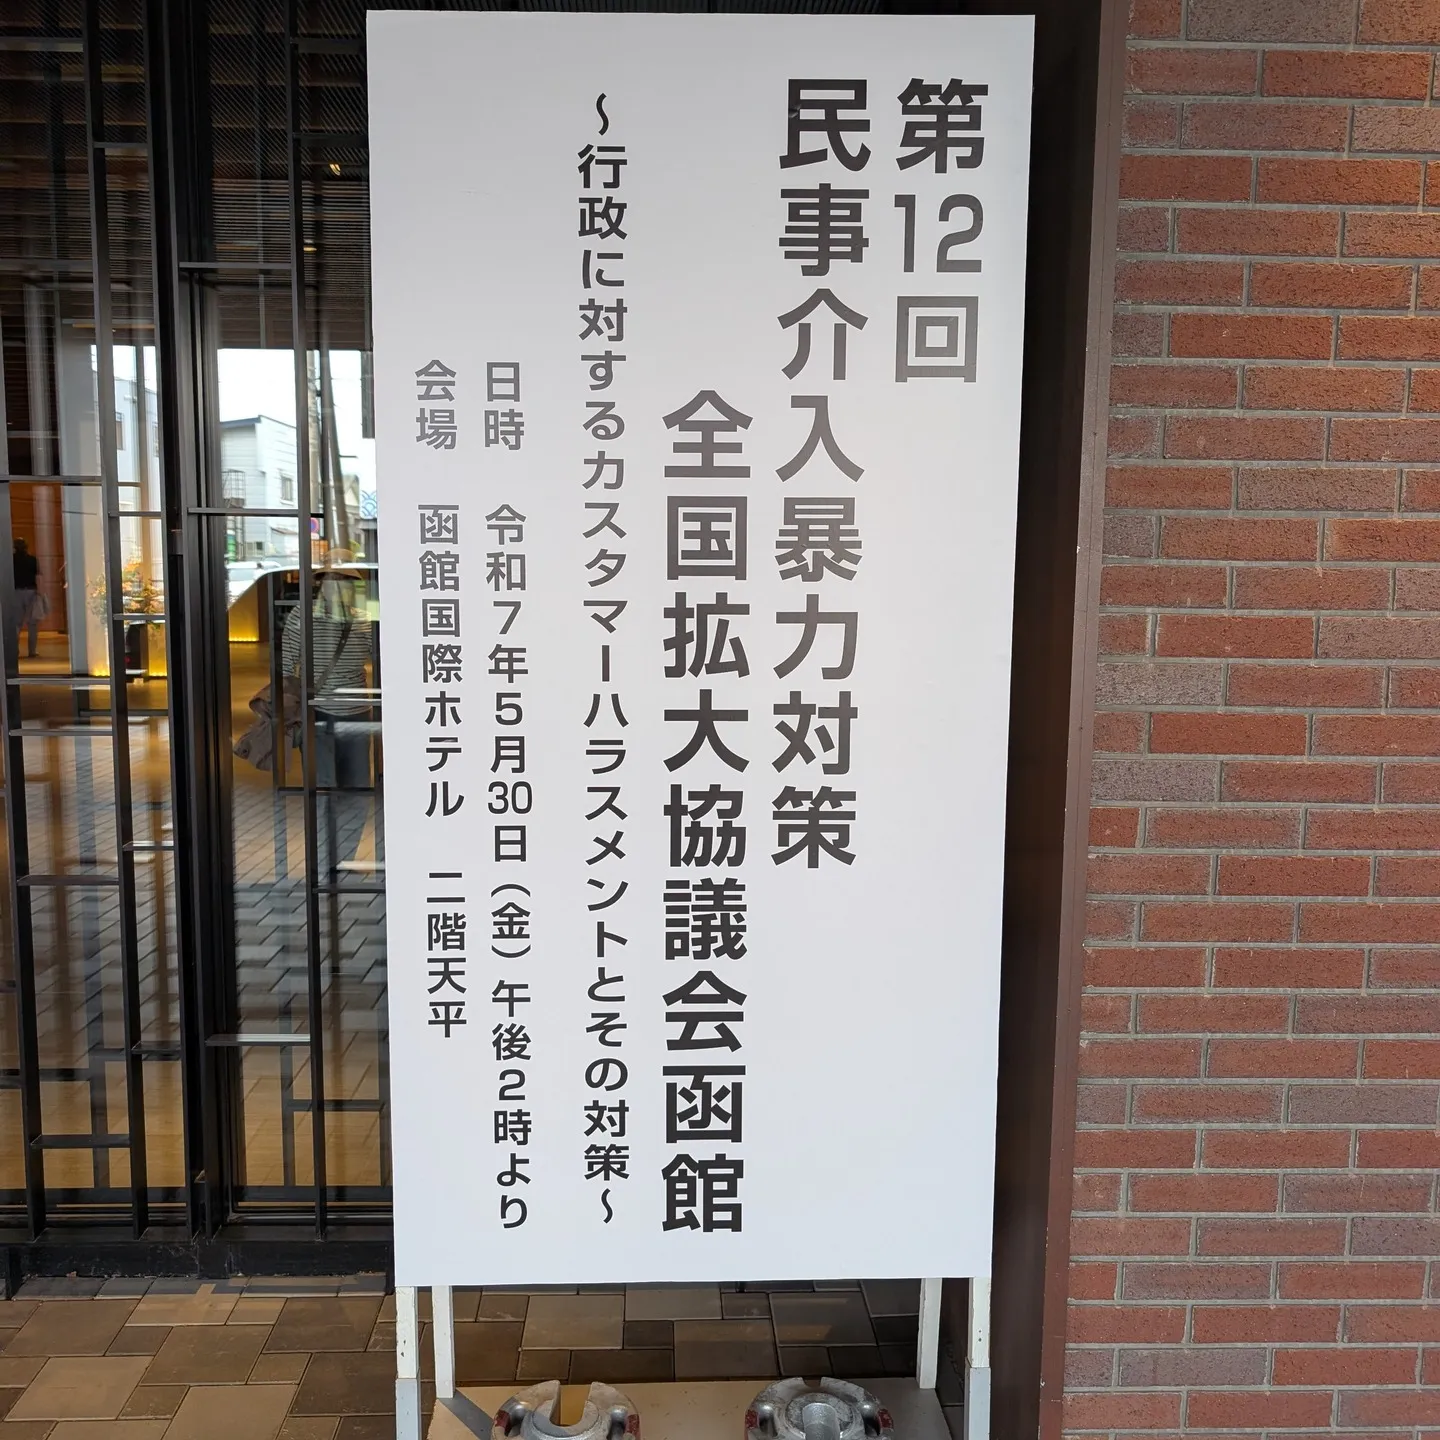 第12回
民事介入暴力対策
全国拡大協議会函館
～行政に対するカスタマーハラスメントとその対策～
日時 令和7年5月30日（金）午後2時より
会場 函館国際ホテル 二階天平